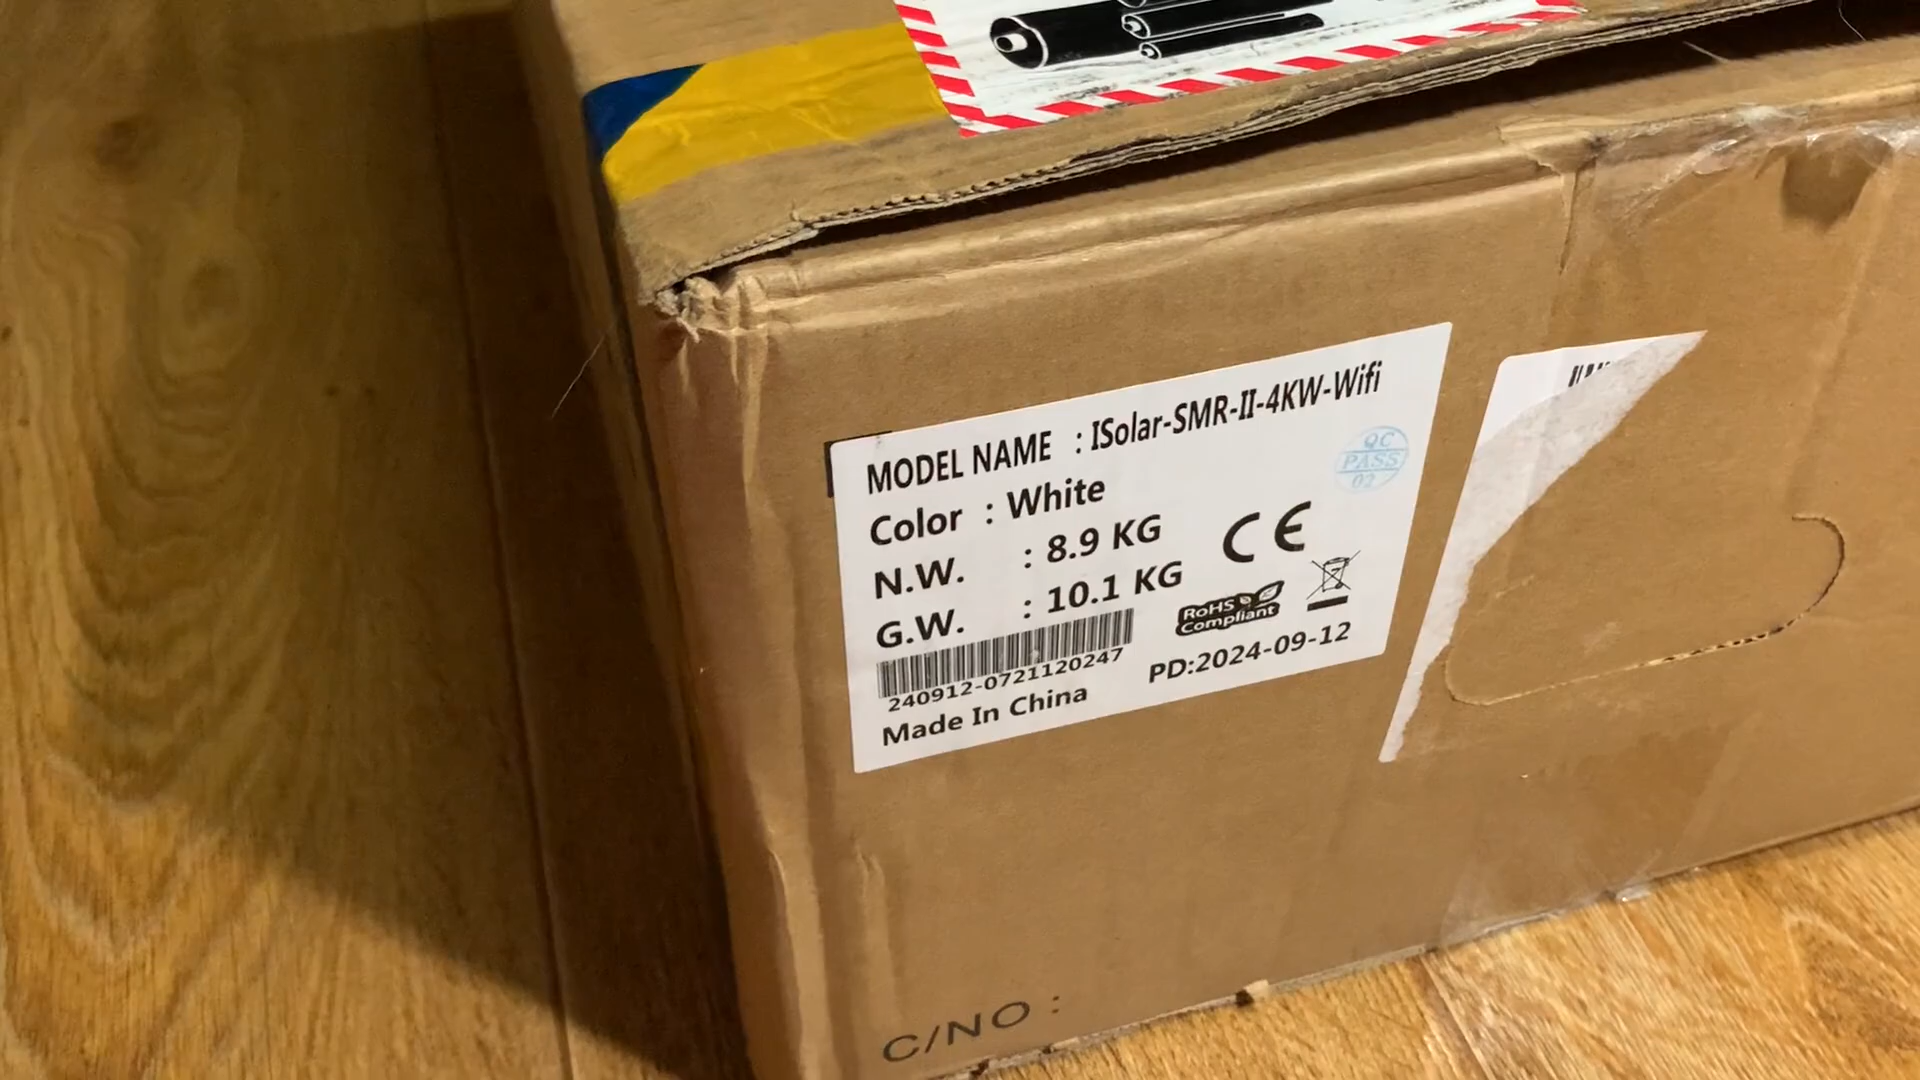 MODEL NAME : ISolar-SMR-II-4KW-Wifi
Color : White
N.W. : 8.9 KG
G.W. : 10.1 KG
QC
PASS
02
CE
RoHS
Compliant
240912-0721120247
PD:2024-09-12
Made In China
C/NO :